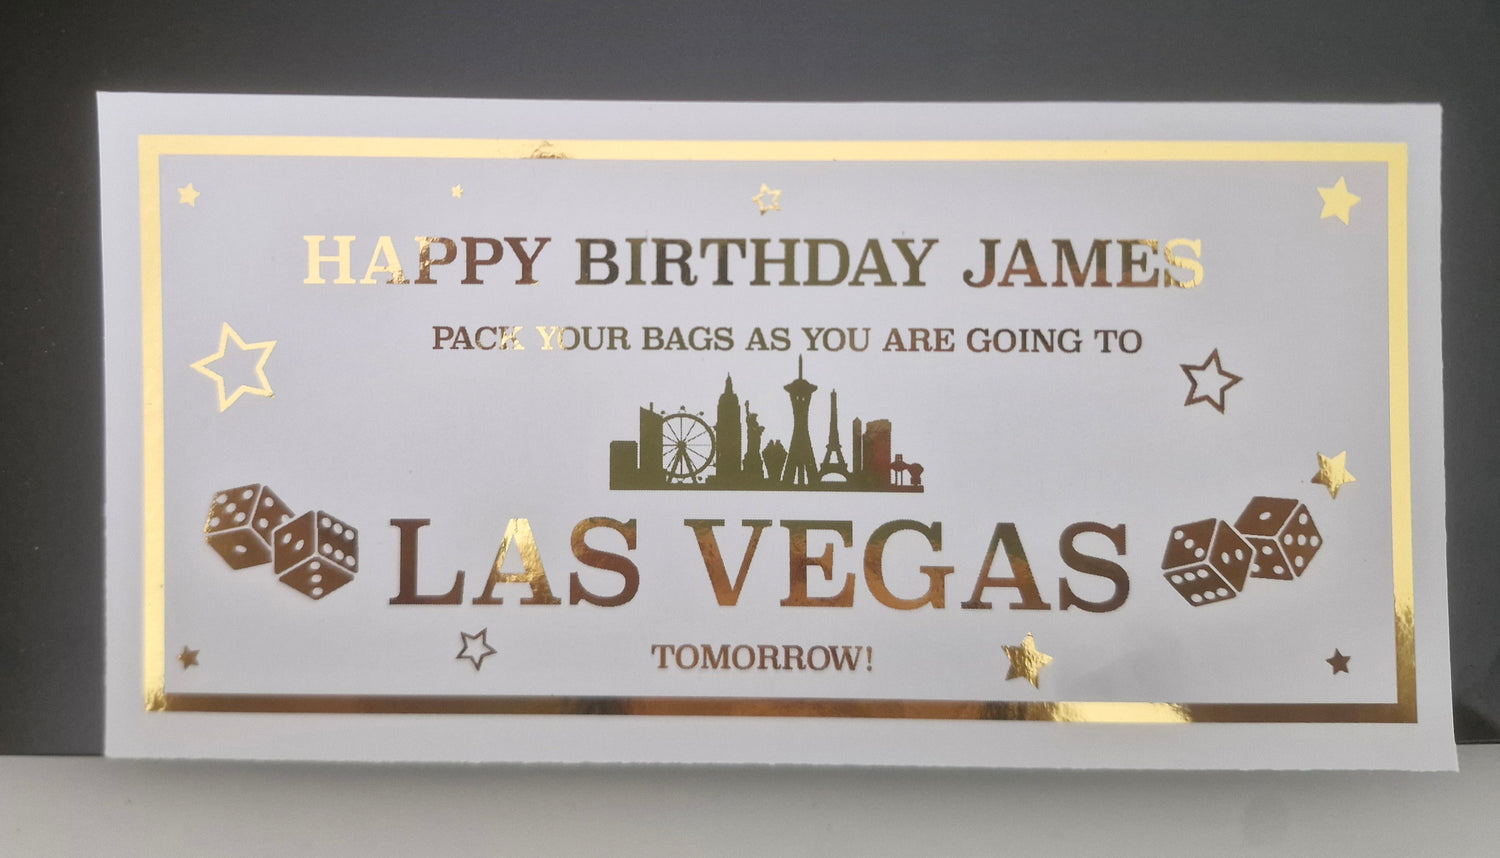 HAPPY BIRTHDAY JAMES
PACK YOUR BAGS AS YOU ARE GOING TO
LAS VEGAS
TOMORROW!